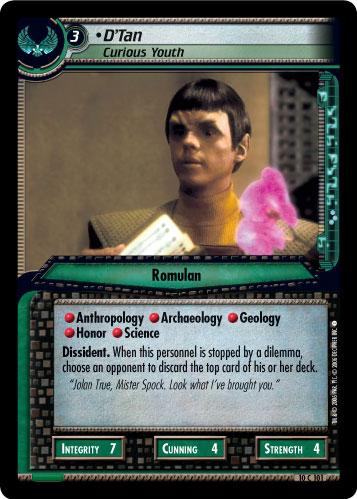 3
•D'Tan
Curious Youth
Romulan
•Anthropology •Archaeology •Geology
•Honor •Science
Dissident. When this personnel is stopped by a dilemma,
choose an opponent to discard the top card of his or her deck.
"Jolan True, Mister Spock. Look what I've brought you."
INTEGRITY 7 CUNNING 4 STRENGTH 4
10 C 101